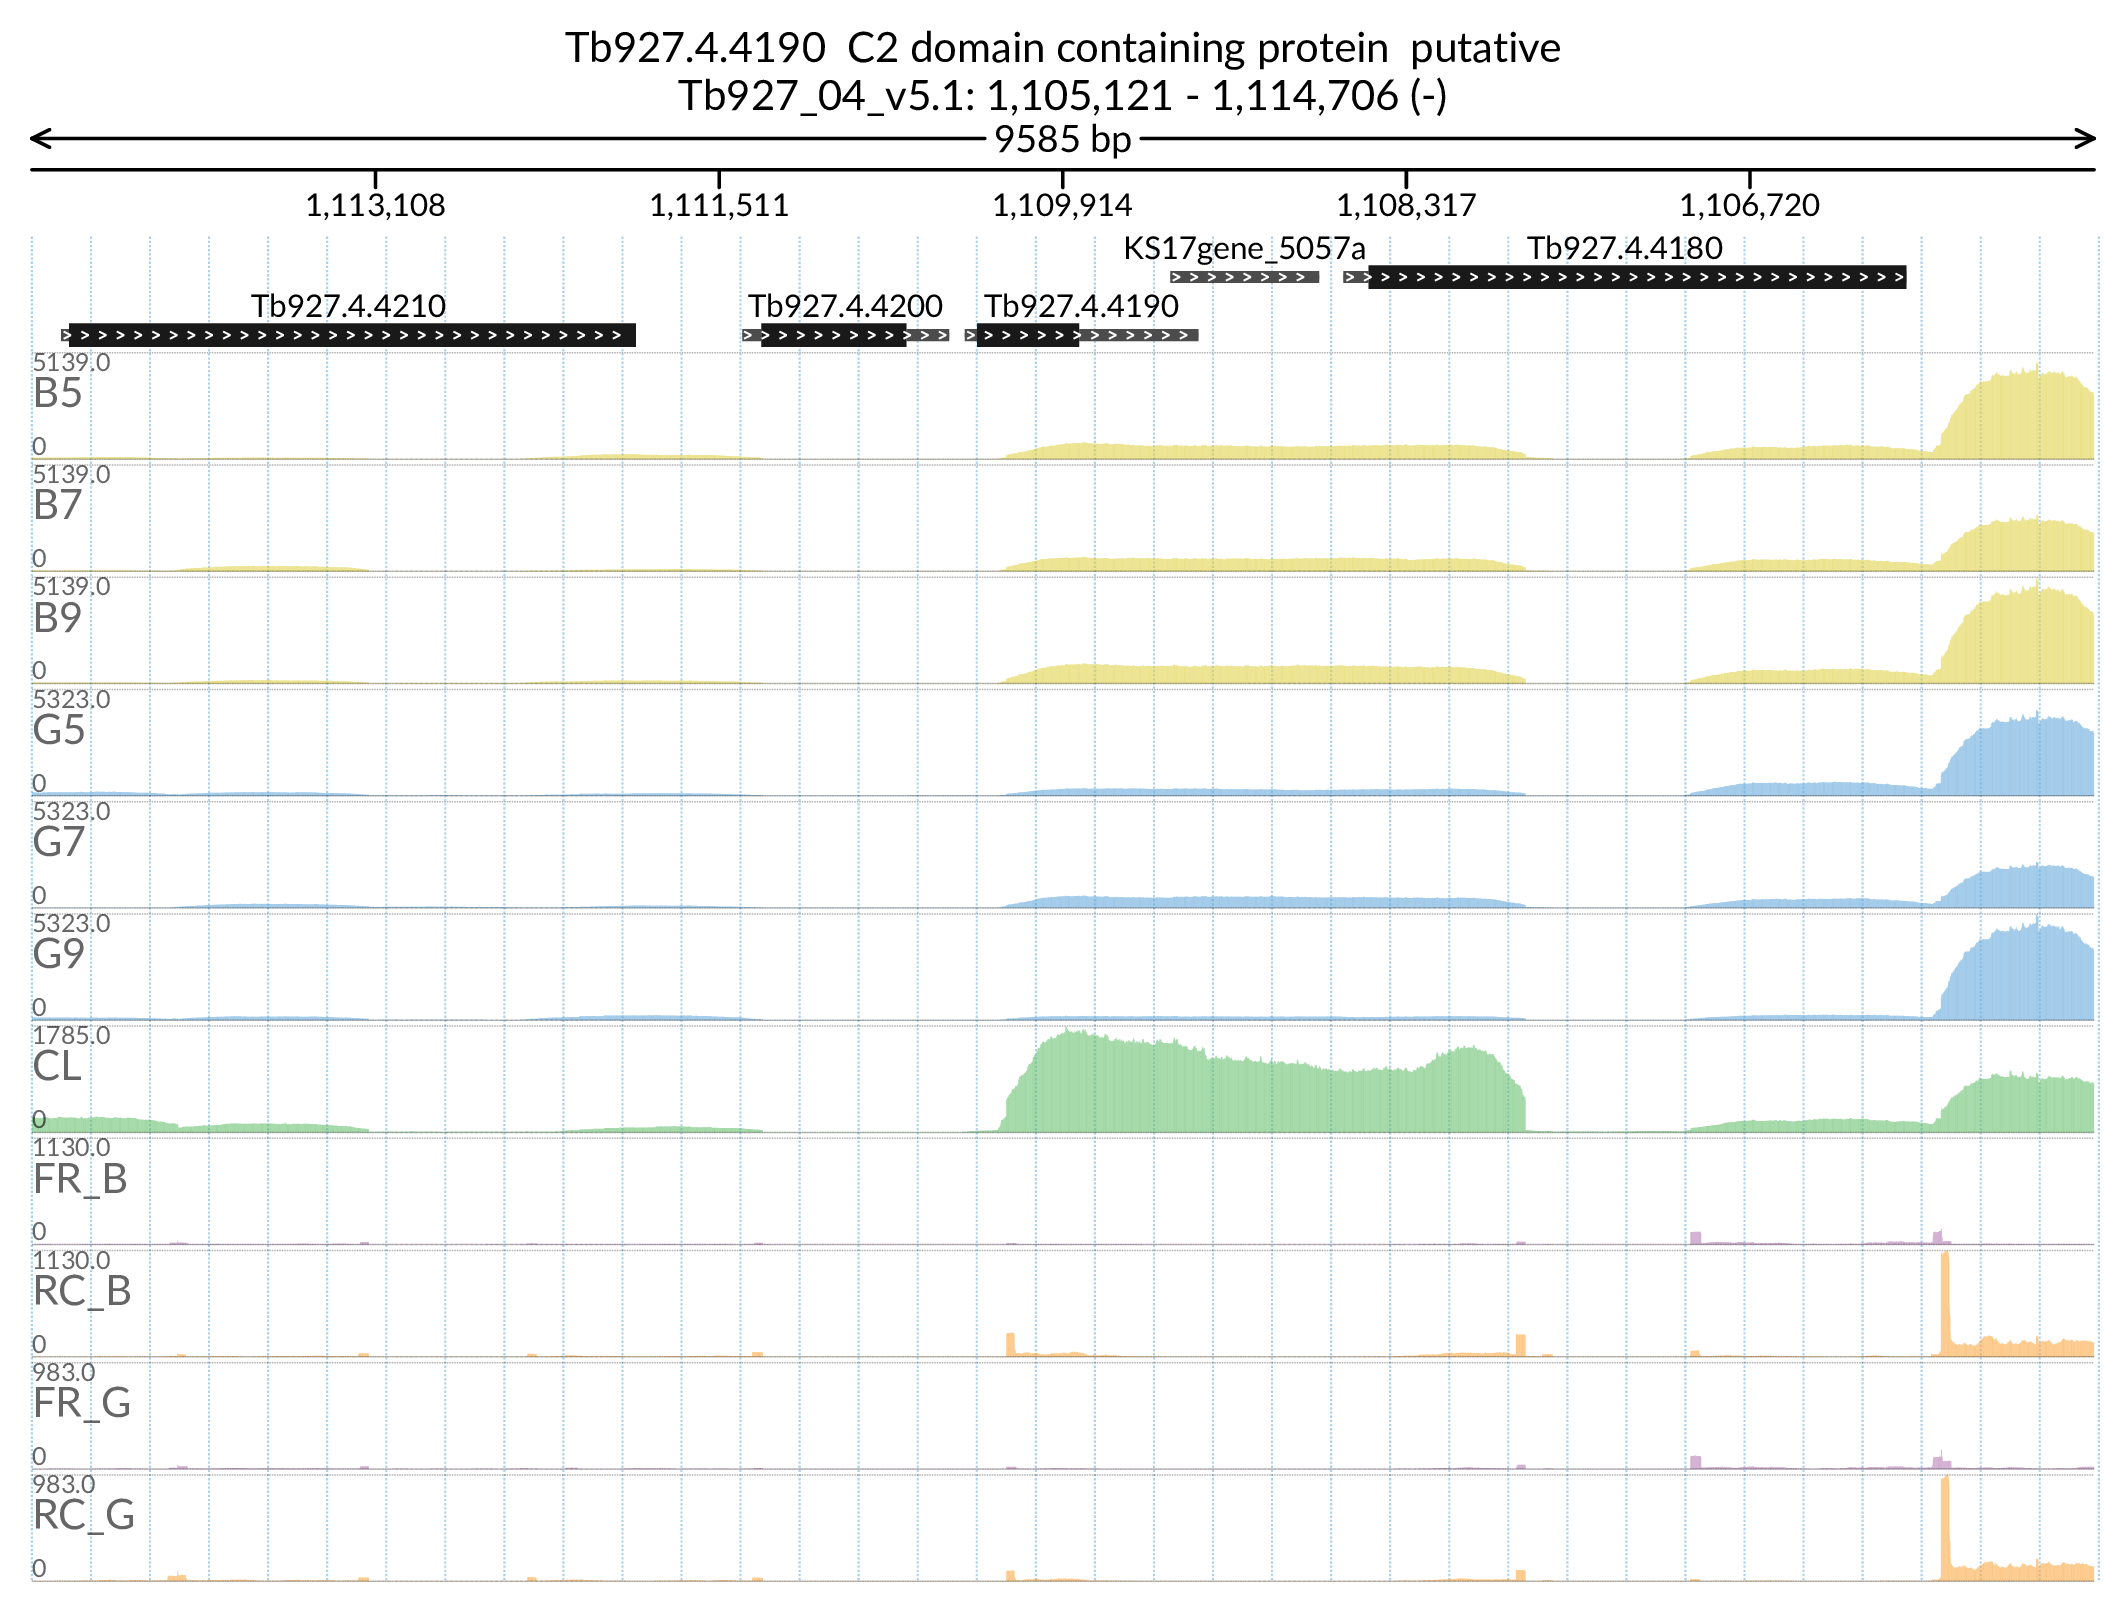 Tb927.4.4190  C2 domain containing protein  putative
Tb927_04_v5.1: 1,105,121 - 1,114,706 (-)
9585 bp
1,113,108 1,111,511 1,109,914 1,108,317 1,106,720
KS17gene_5057a Tb927.4.4180
Tb927.4.4210 Tb927.4.4200 Tb927.4.4190
5139.0
B5
0
5139.0
B7
0
5139.0
B9
0
5323.0
G5
0
5323.0
G7
0
5323.0
G9
0
1785.0
CL
0
1130.0
FR_B
0
1130.0
RC_B
0
983.0
FR_G
0
983.0
RC_G
0